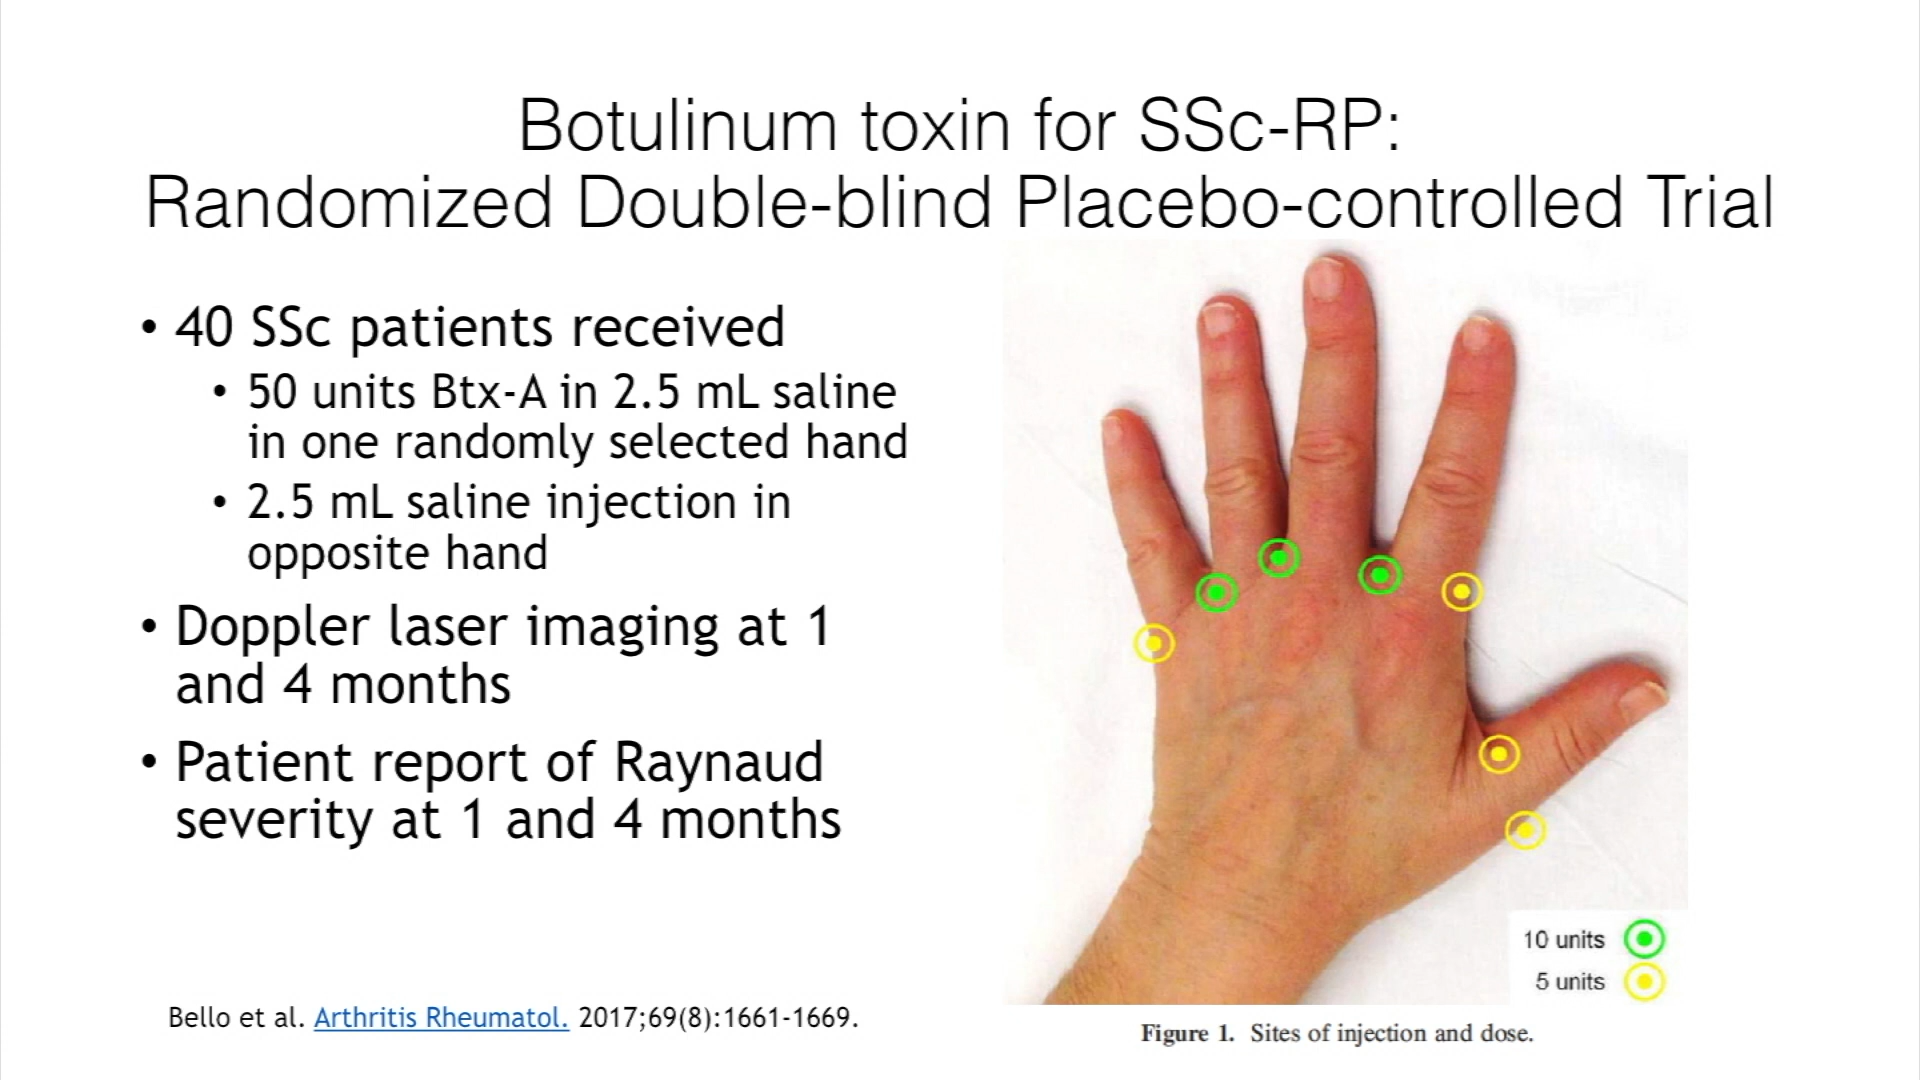 Botulinum toxin for SSc-RP:
Randomized Double-blind Placebo-controlled Trial
• 40 SSc patients received
• 50 units Btx-A in 2.5 mL saline
in one randomly selected hand
• 2.5 mL saline injection in
opposite hand
• Doppler laser imaging at 1
and 4 months
• Patient report of Raynaud
severity at 1 and 4 months
Bello et al. Arthritis Rheumatol. 2017;69(8):1661-1669.
10 units
5 units
Figure 1. Sites of injection and dose.